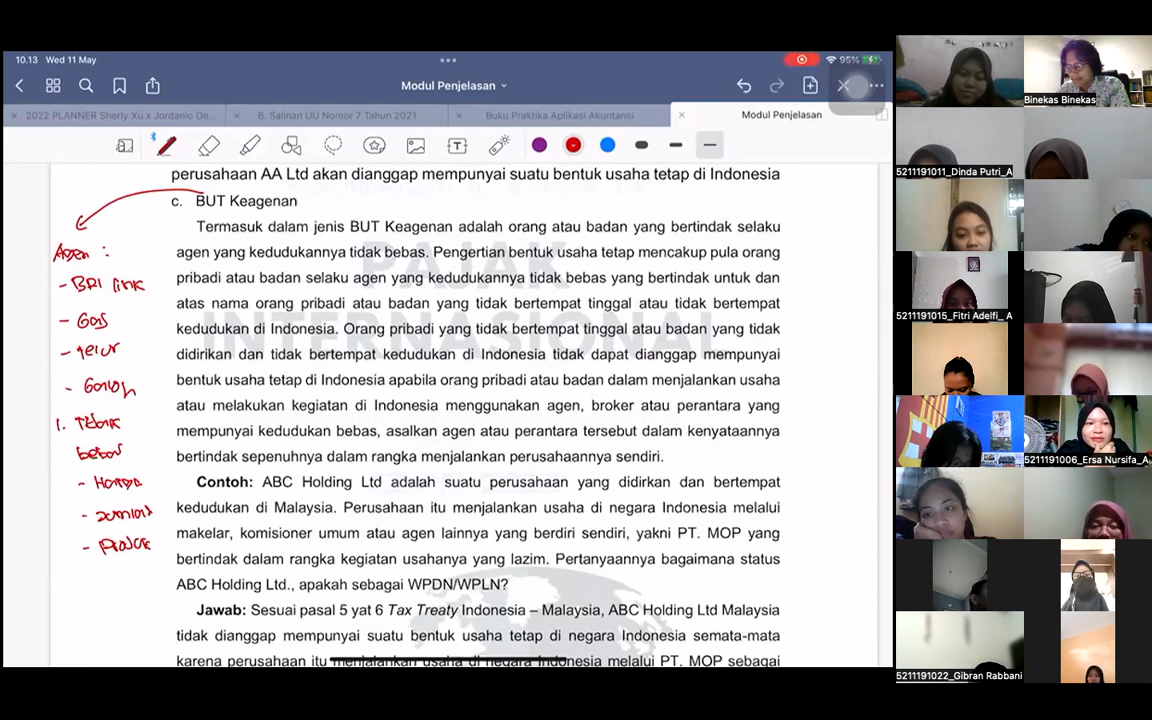 10.13 Wed 11 May
95%
Modul Penjelasan
2022 PLANNER Sherly Xu x Jordanio De...
6. Salinan UU Nomor 7 Tahun 2021
Buku Praktika Aplikasi Akuntansi
Modul Penjelasan
perusahaan AA Ltd akan dianggap mempunyai suatu bentuk usaha tetap di Indonesia
c. BUT Keagenan
Termasuk dalam jenis BUT Keagenan adalah orang atau badan yang bertindak selaku
agen yang kedudukannya tidak bebas. Pengertian bentuk usaha tetap mencakup pula orang
pribadi atau badan selaku agen yang kedudukannya tidak bebas yang bertindak untuk dan
atas nama orang pribadi atau badan yang tidak bertempat tinggal atau tidak bertempat
kedudukan di Indonesia. Orang pribadi yang tidak bertempat tinggal atau badan yang tidak
didirikan dan tidak bertempat kedudukan di Indonesia tidak dapat dianggap mempunyai
bentuk usaha tetap di Indonesia apabila orang pribadi atau badan dalam menjalankan usaha
atau melakukan kegiatan di Indonesia menggunakan agen, broker atau perantara yang
mempunyai kedudukan bebas, asalkan agen atau perantara tersebut dalam kenyataannya
bertindak sepenuhnya dalam rangka menjalankan perusahaannya sendiri.
Contoh: ABC Holding Ltd adalah suatu perusahaan yang didirkan dan bertempat
kedudukan di Malaysia. Perusahaan itu menjalankan usaha di negara Indonesia melalui
makelar, komisioner umum atau agen lainnya yang berdiri sendiri, yakni PT. MOP yang
bertindak dalam rangka kegiatan usahanya yang lazim. Pertanyaannya bagaimana status
ABC Holding Ltd., apakah sebagai WPDN/WPLN?
Jawab: Sesuai pasal 5 yat 6 Tax Treaty Indonesia – Malaysia, ABC Holding Ltd Malaysia
tidak dianggap mempunyai suatu bentuk usaha tetap di negara Indonesia semata-mata
karena perusahaan itu menjalankan usaha di negara Indonesia melalui PT. MOP sebagai
PAJAK
INTERNASIONAL
Agen :
- BRI link
- Gas
- Telur
1. Tidak
bebas
- Harga
- Jumlah
- Produk
Binekas Binekas
5211191011_Dinda Putri_A
5211191015_Fitri Adelfi_A
5211191006_Ersa Nursifa_A
5211191022_Gibran Rabbani